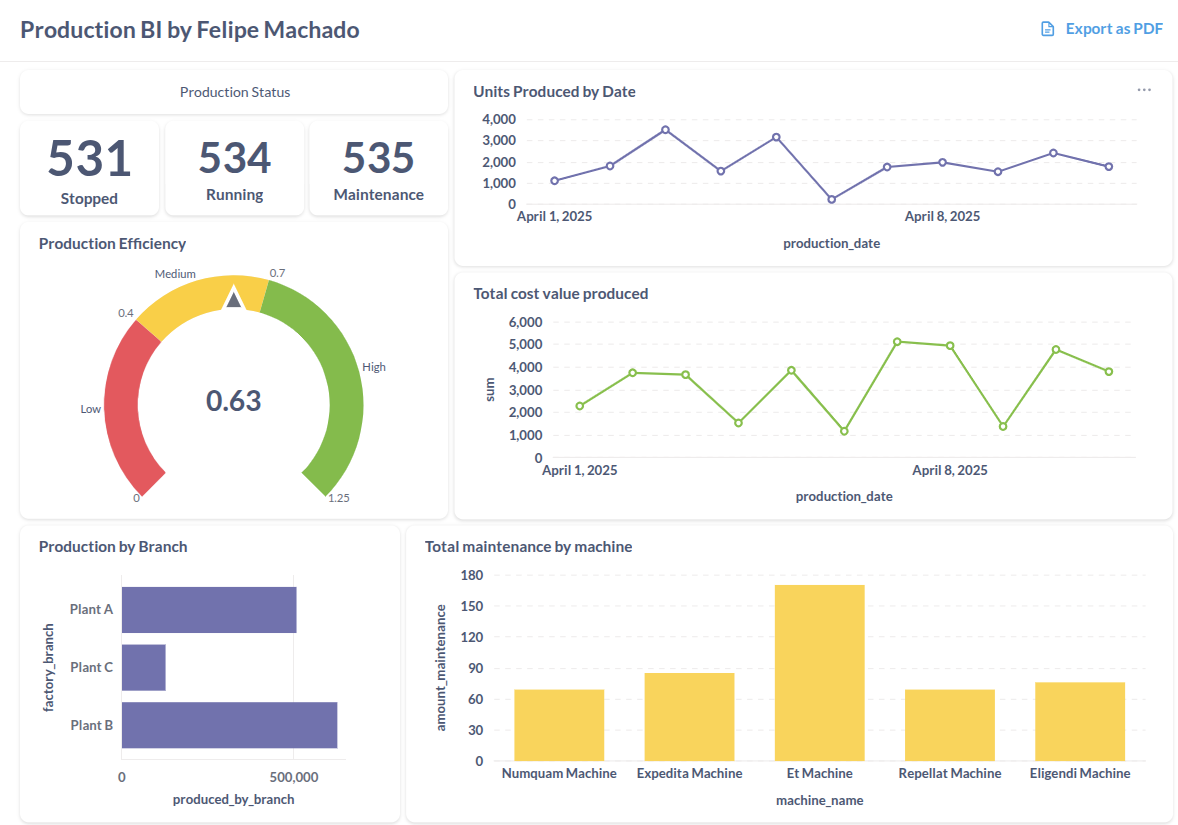 Production BI by Felipe Machado
Export as PDF
Production Status
531
Stopped
534
Running
535
Maintenance
Units Produced by Date
4,000
3,000
2,000
1,000
0
April 1, 2025
April 8, 2025
production_date
Production Efficiency
0
Low
0.4
Medium
0.7
High
1.25
0.63
Total cost value produced
sum
6,000
5,000
4,000
3,000
2,000
1,000
0
April 1, 2025
April 8, 2025
production_date
Production by Branch
factory_branch
Plant A
Plant C
Plant B
0
500,000
produced_by_branch
Total maintenance by machine
amount_maintenance
180
150
120
90
60
30
0
Numquam Machine
Expedita Machine
Et Machine
Repellat Machine
Eligendi Machine
machine_name